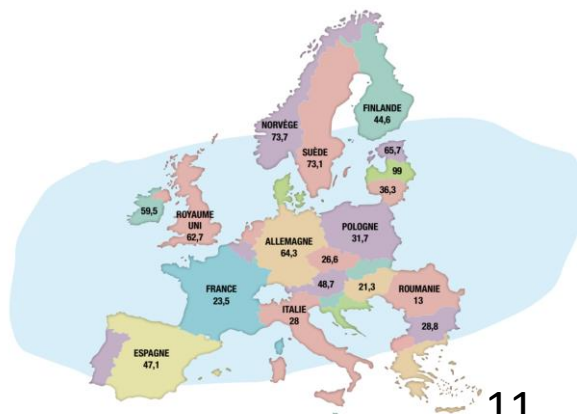 FINLANDE
44,6
NORVÈGE
73,7
SUÈDE
73,1
65,7
99
36,3
59,5
ROYAUME
UNI
62,7
POLOGNE
31,7
ALLEMAGNE
64,3
26,6
48,7
21,3
FRANCE
23,5
ROUMANIE
13
ITALIE
28
28,8
ESPAGNE
47,1
11